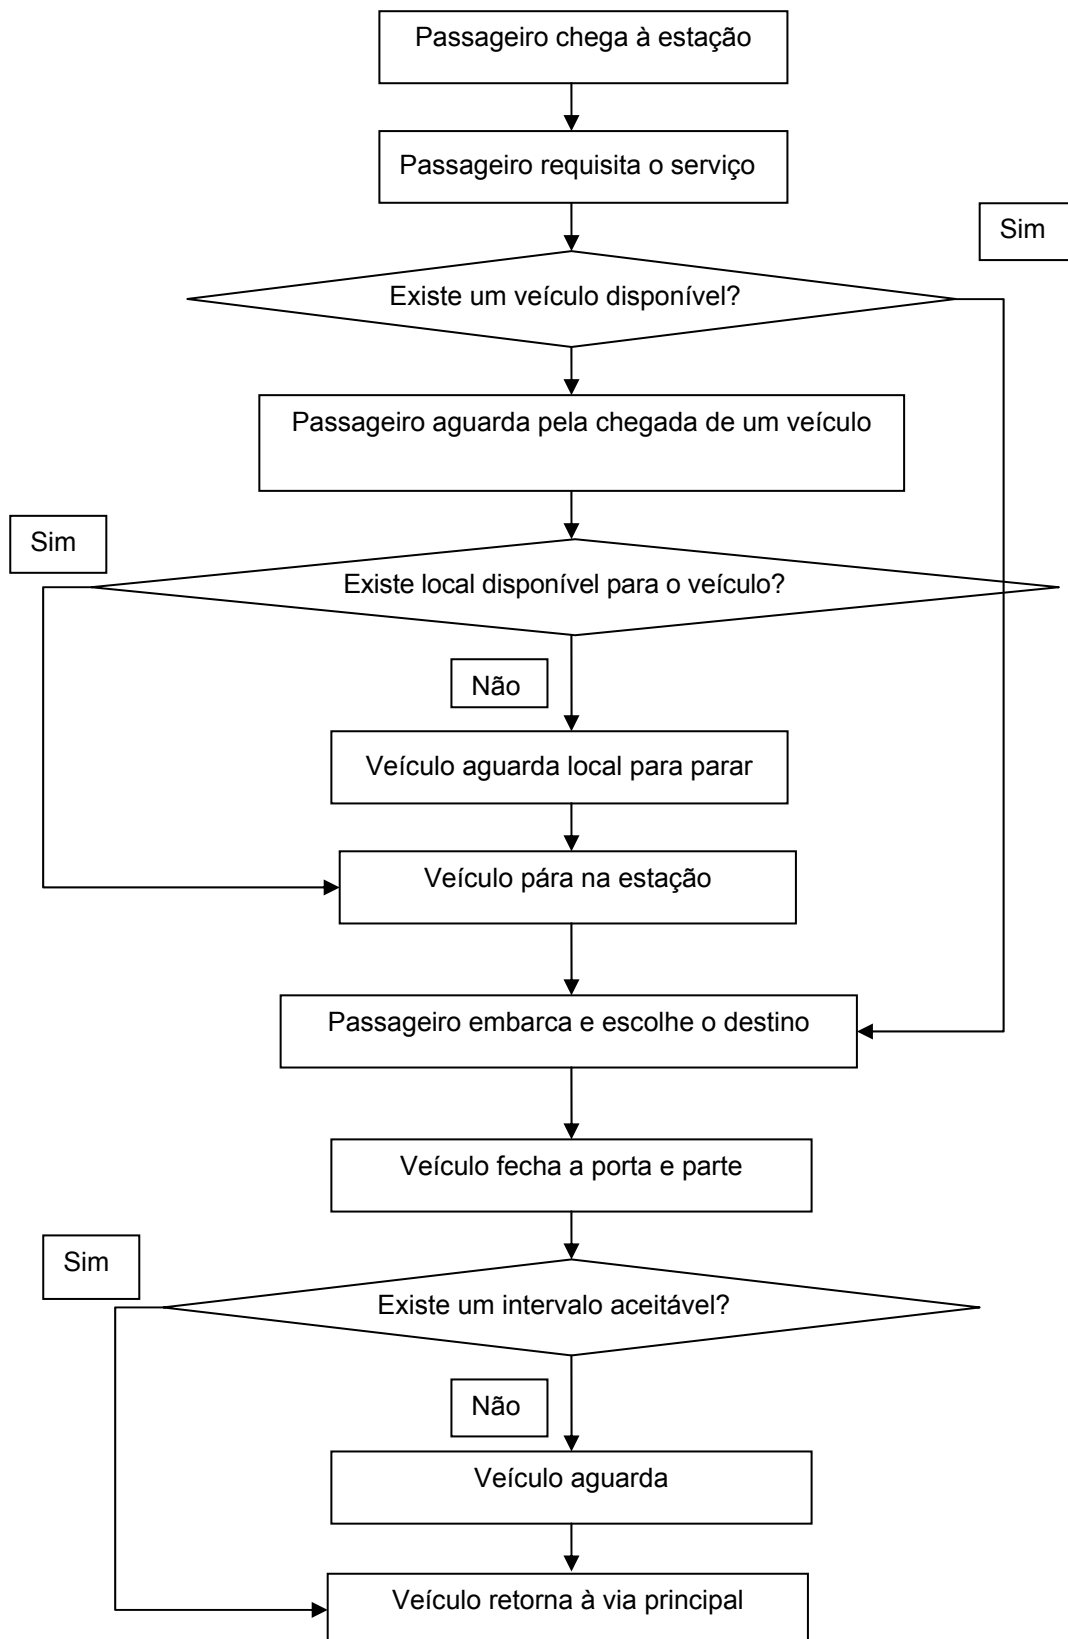 Passageiro chega à estação
Passageiro requisita o serviço
Sim
Existe um veículo disponível?
Passageiro aguarda pela chegada de um veículo
Sim
Existe local disponível para o veículo?
Não
Veículo aguarda local para parar
Veículo pára na estação
Passageiro embarca e escolhe o destino
Veículo fecha a porta e parte
Sim
Existe um intervalo aceitável?
Não
Veículo aguarda
Veículo retorna à via principal